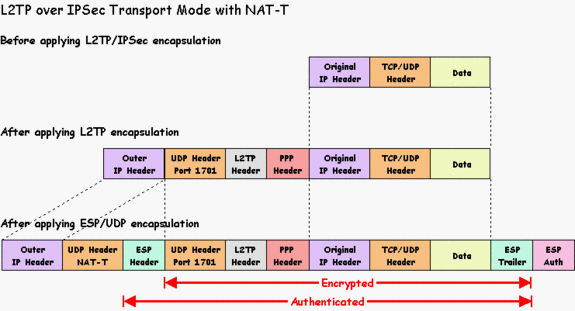 L2TP over IPSec Transport Mode with NAT-T
Before applying L2TP/IPSec encapsulation
Original IP Header
TCP/UDP Header
Data
After applying L2TP encapsulation
Outer IP Header
UDP Header Port 1701
L2TP Header
PPP Header
Original IP Header
TCP/UDP Header
Data
After applying ESP/UDP encapsulation
Outer IP Header
UDP Header NAT-T
ESP Header
UDP Header Port 1701
L2TP Header
PPP Header
Original IP Header
TCP/UDP Header
Data
ESP Trailer
ESP Auth
Encrypted
Authenticated